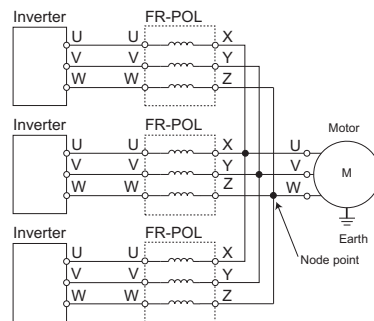 Inverter FR-POL
U U X
V V Y
W W Z
Inverter FR-POL Motor
U U X U
V V Y V M
W W Z W
Earth
Inverter FR-POL Node point
U U X
V V Y
W W Z